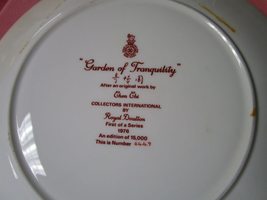 "Garden of Tranquility"
After an original work by
Chen Chi
COLLECTORS INTERNATIONAL
BY
Royal Doulton
First of a Series
1976
An edition of 15,000
This is Number 4447